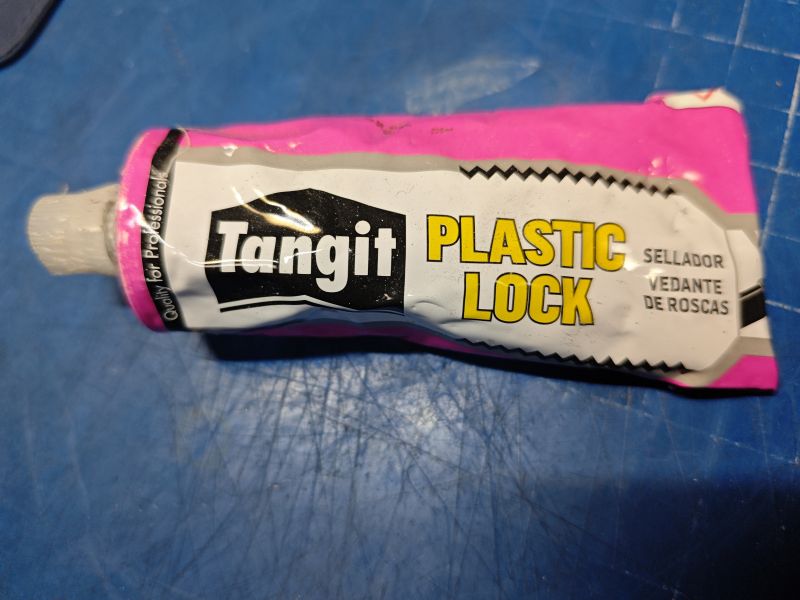 Quality for Professionals
Tangit
PLASTIC
LOCK
SELLADOR
VEDANTE
DE ROSCAS